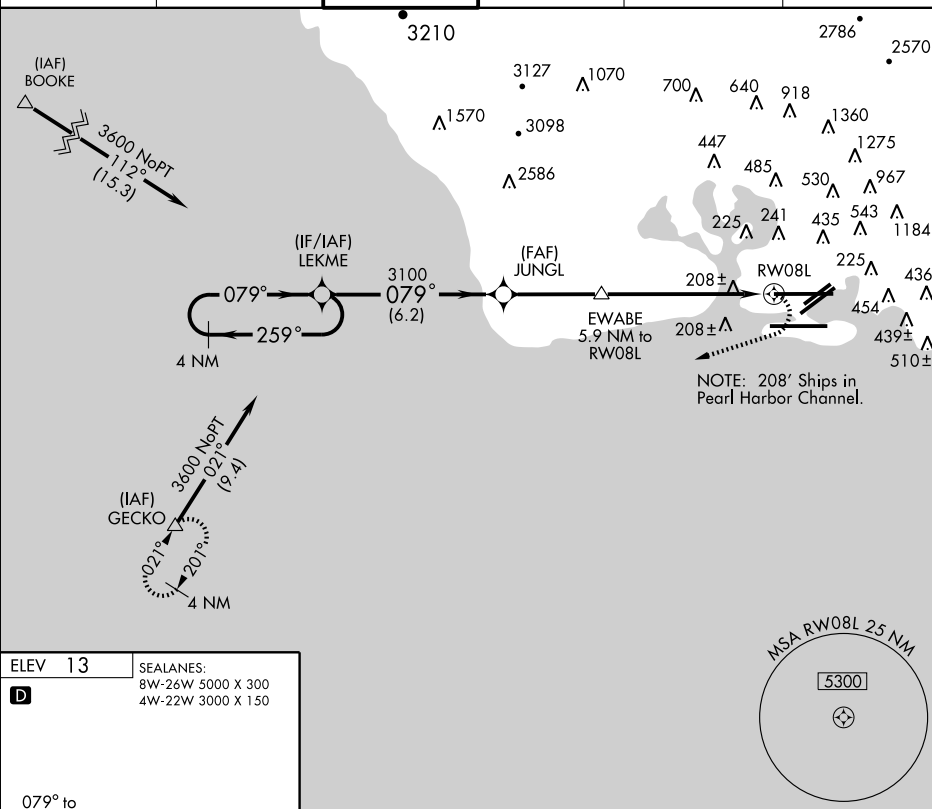 3210
2786
2570
(IAF)
BOOKE
3127
1070
700
640
918
1570
3098
1360
3600 NoPT
112°
(15.3)
447
1275
2586
485
530
967
225
241
435
543
1184
(IF/IAF)
LEKME
(FAF)
JUNGL
3100
079°
(6.2)
079°
259°
4 NM
208±
RW08L
225
436
454
EWABE
5.9 NM to
RW08L
208±
439±
510±
NOTE: 208' Ships in
Pearl Harbor Channel.
3600 NoPT
021°
(9.4)
(IAF)
GECKO
021°
201°
4 NM
MSA RW08L 25 NM
5300
ELEV 13
D
SEALANES:
8W-26W 5000 X 300
4W-22W 3000 X 150
079° to